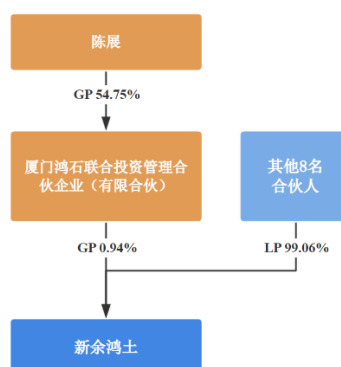 陈展
GP 54.75%
厦门鸿石联合投资管理合
伙企业（有限合伙）
其他8名
合伙人
GP 0.94%
LP 99.06%
新余鸿土